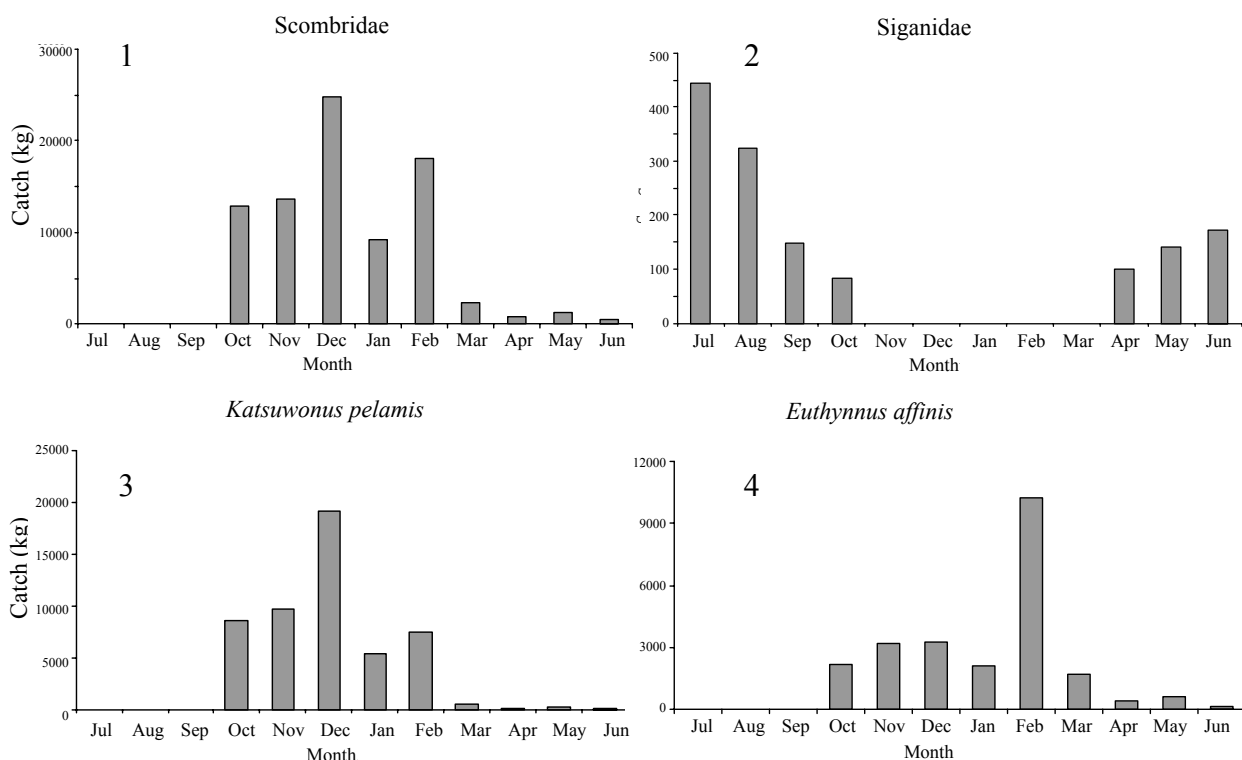 Scombridae
1
Catch (kg)
30000
20000
10000
0
Jul Aug Sep Oct Nov Dec Jan Feb Mar Apr May Jun
Month
Siganidae
2
500
400
300
200
100
0
Jul Aug Sep Oct Nov Dec Jan Feb Mar Apr May Jun
Month
Katsuwonus pelamis
3
Catch (kg)
25000
20000
15000
10000
5000
0
Jul Aug Sep Oct Nov Dec Jan Feb Mar Apr May Jun
Month
Euthynnus affinis
4
12000
9000
6000
3000
0
Jul Aug Sep Oct Nov Dec Jan Feb Mar Apr May Jun
Month